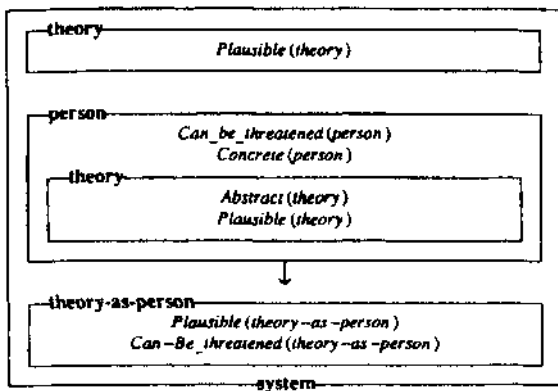 theory
Plausible(theory)
person
Can_be_threatened(person)
Concrete(person)
theory
Abstract(theory)
Plausible(theory)
theory-as-person
Plausible(theory-as-person)
Can-Be_threatened(theory-as-person)
system